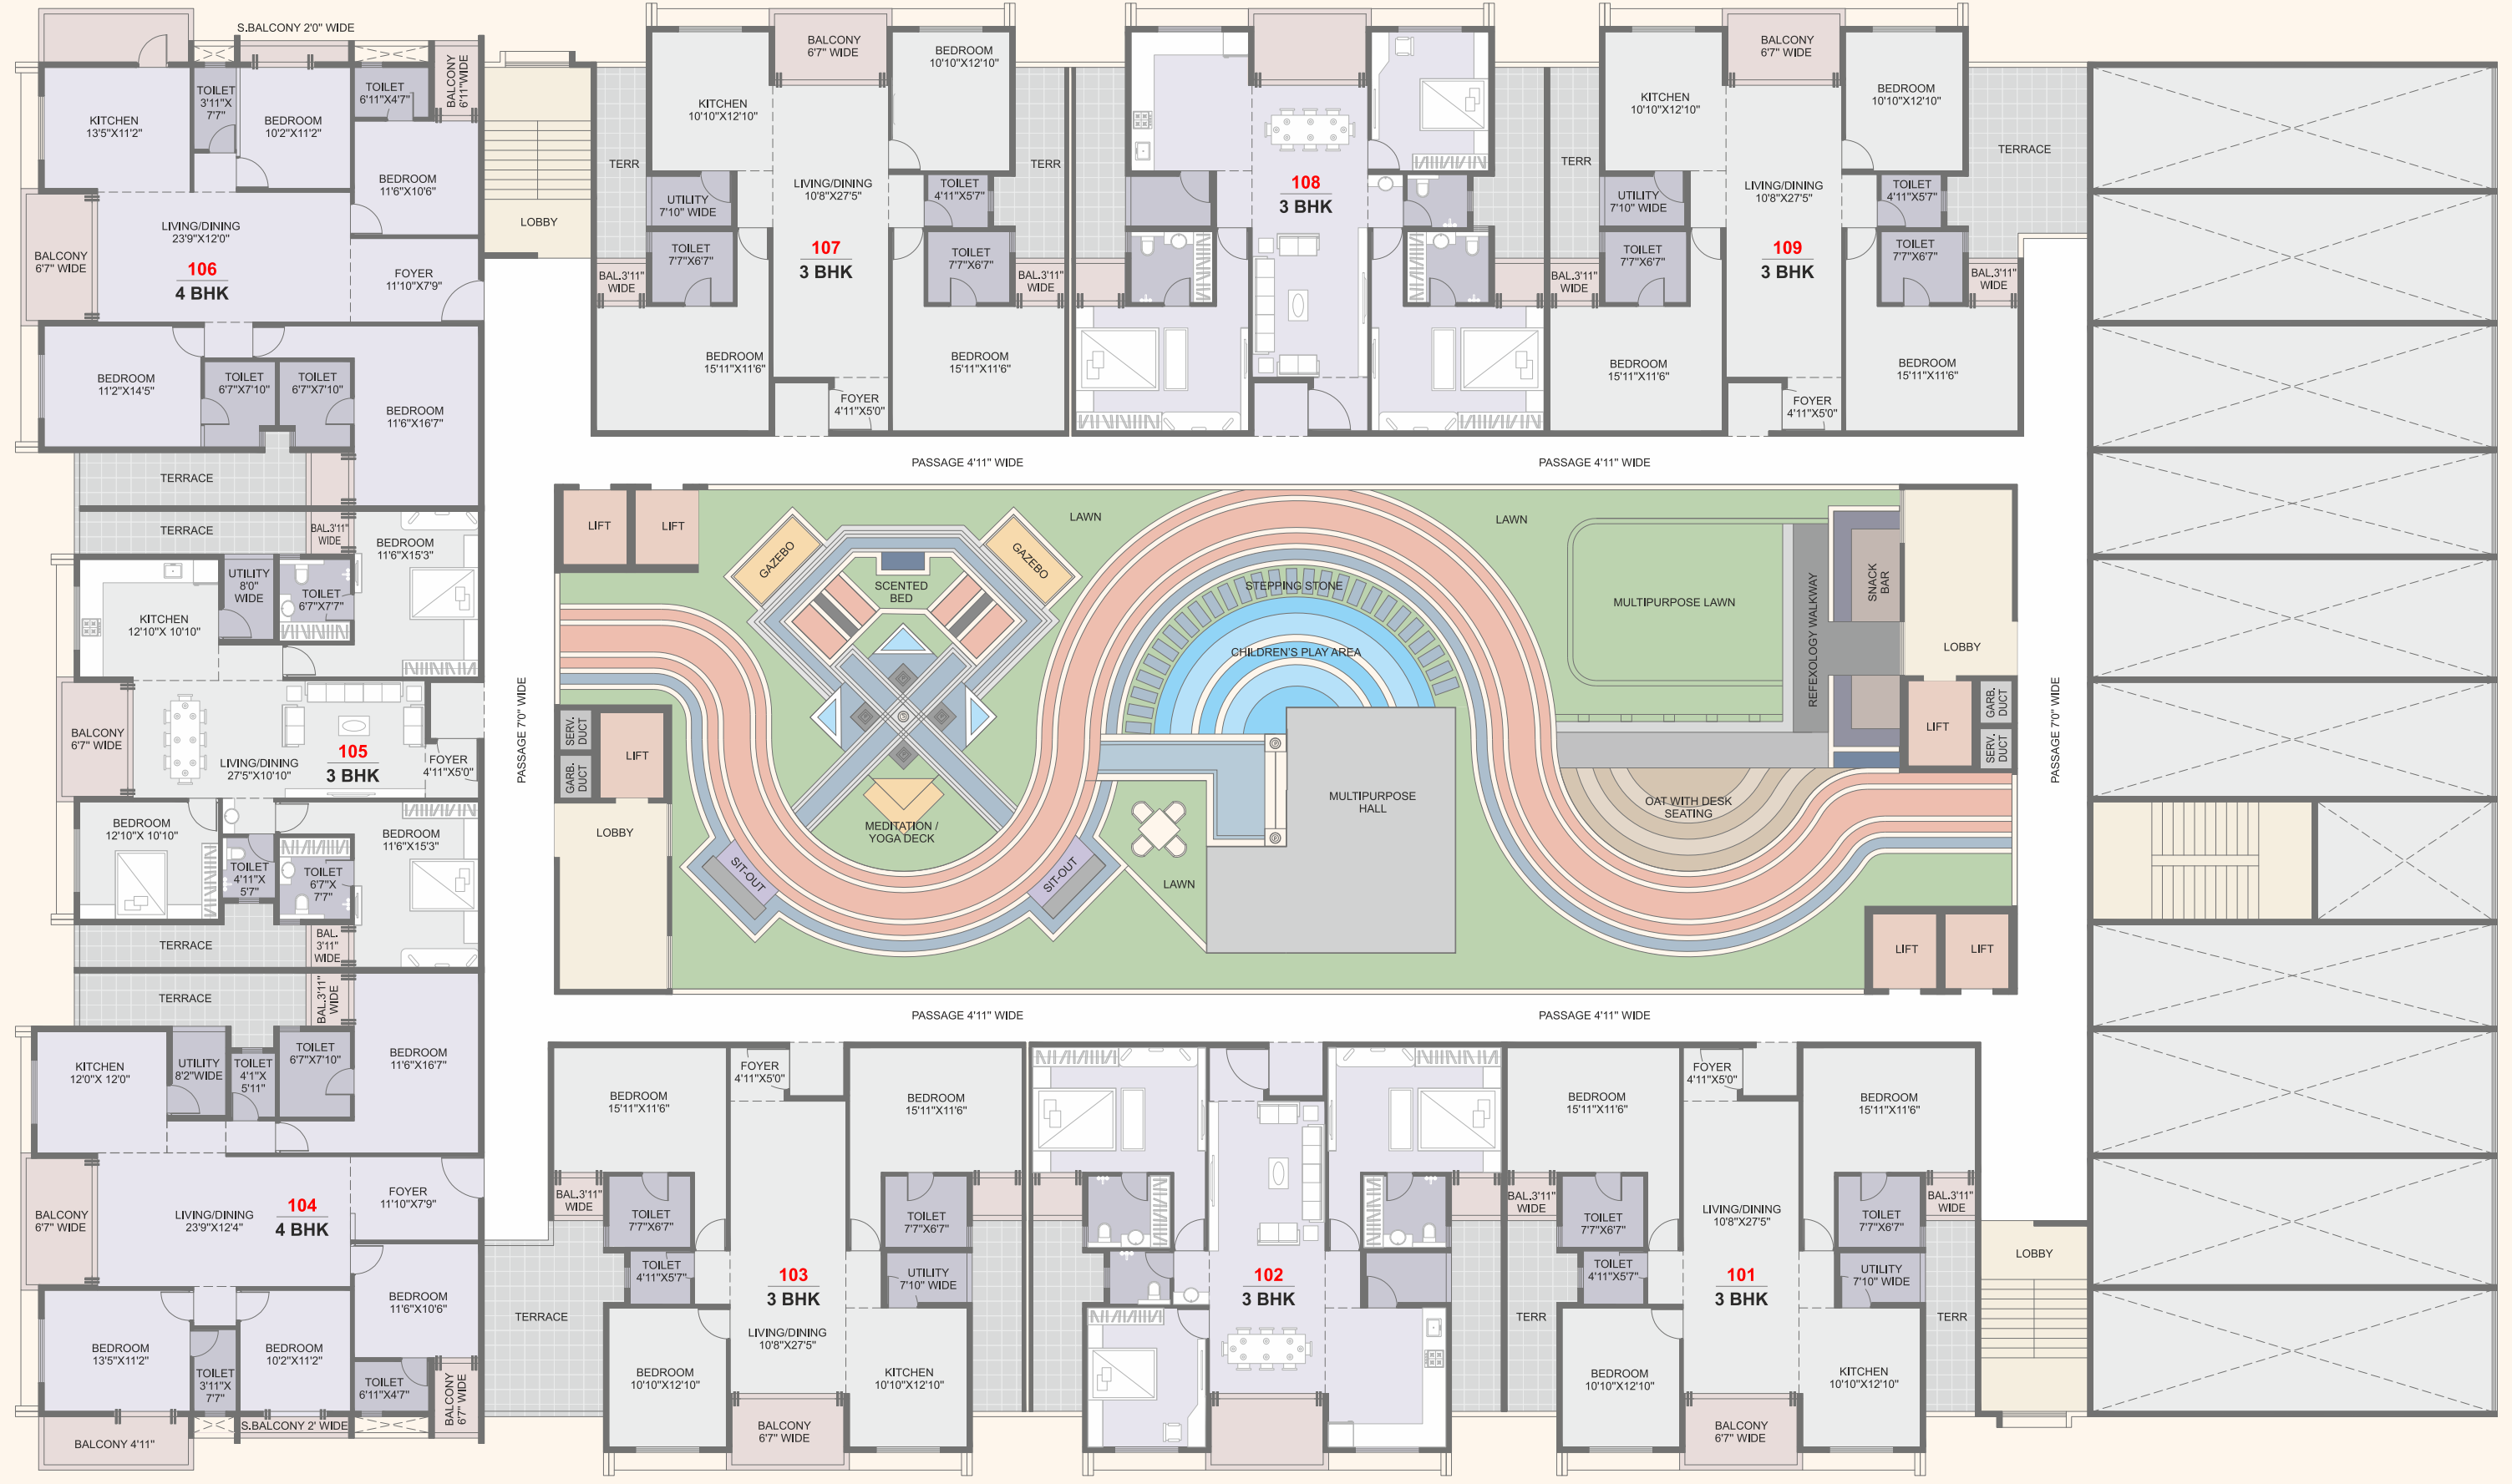 S.BALCONY 2'0" WIDE
KITCHEN
13'5"X11'2"
TOILET
3'11"X
7'7"
BEDROOM
10'2"X11'2"
TOILET
6'11"X4'7"
BALCONY
6'11"WIDE
BEDROOM
11'6"X10'6"
LIVING/DINING
23'9"X12'0"
BALCONY
6'7" WIDE
106
4 BHK
FOYER
11'10"X7'9"
BEDROOM
11'2"X14'5"
TOILET
6'7"X7'10"
TOILET
6'7"X7'10"
BEDROOM
11'6"X16'7"
TERRACE
LOBBY
TERR
KITCHEN
10'10"X12'10"
BALCONY
6'7" WIDE
BEDROOM
10'10"X12'10"
UTILITY
7'10" WIDE
LIVING/DINING
10'8"X27'5"
TOILET
4'11"X5'7"
TERR
TOILET
7'7"X6'7"
107
3 BHK
TOILET
7'7"X6'7"
BAL.3'11"
WIDE
BAL.3'11"
WIDE
BEDROOM
15'11"X11'6"
BEDROOM
15'11"X11'6"
FOYER
4'11"X5'0"
108
3 BHK
TERR
KITCHEN
10'10"X12'10"
BALCONY
6'7" WIDE
BEDROOM
10'10"X12'10"
TERRACE
UTILITY
7'10" WIDE
LIVING/DINING
10'8"X27'5"
TOILET
4'11"X5'7"
TOILET
7'7"X6'7"
109
3 BHK
TOILET
7'7"X6'7"
BAL.3'11"
WIDE
BAL.3'11"
WIDE
BEDROOM
15'11"X11'6"
BEDROOM
15'11"X11'6"
FOYER
4'11"X5'0"
PASSAGE 4'11" WIDE
PASSAGE 4'11" WIDE
TERRACE
BAL.3'11"
WIDE
BEDROOM
11'6"X15'3"
UTILITY
8'0"
WIDE
TOILET
6'7"X7'7"
KITCHEN
12'10"X 10'10"
BALCONY
6'7" WIDE
105
3 BHK
LIVING/DINING
27'5"X10'10"
FOYER
4'11"X5'0"
BEDROOM
12'10"X 10'10"
TOILET
4'11"X
5'7"
TOILET
6'7"X
7'7"
BEDROOM
11'6"X15'3"
TERRACE
BAL.
3'11"
WIDE
PASSAGE 7'0" WIDE
LIFT
LIFT
LAWN
LAWN
GAZEBO
GAZEBO
SCENTED
BED
STEPPING STONE
CHILDREN'S PLAY AREA
MULTIPURPOSE LAWN
REFEXOLOGY WALKWAY
SNACK
BAR
LOBBY
SERV.
DUCT
GARB.
DUCT
LIFT
LOBBY
MEDITATION /
YOGA DECK
SIT-OUT
SIT-OUT
LAWN
MULTIPURPOSE
HALL
OAT WITH DESK
SEATING
LIFT
GARB.
DUCT
SERV.
DUCT
LIFT
LIFT
PASSAGE 7'0" WIDE
PASSAGE 4'11" WIDE
PASSAGE 4'11" WIDE
TERRACE
BAL.3'11"
WIDE
KITCHEN
12'0"X 12'0"
UTILITY
8'2"WIDE
TOILET
4'1"X
5'11"
TOILET
6'7"X7'10"
BEDROOM
11'6"X16'7"
BALCONY
6'7" WIDE
LIVING/DINING
23'9"X12'4"
104
4 BHK
FOYER
11'10"X7'9"
BEDROOM
11'6"X10'6"
BEDROOM
13'5"X11'2"
TOILET
3'11"X
7'7"
BEDROOM
10'2"X11'2"
TOILET
6'11"X4'7"
BALCONY
6'7" WIDE
S.BALCONY 2' WIDE
BALCONY 4'11"
BEDROOM
15'11"X11'6"
FOYER
4'11"X5'0"
BEDROOM
15'11"X11'6"
BAL.3'11"
WIDE
TOILET
7'7"X6'7"
TOILET
7'7"X6'7"
TOILET
4'11"X5'7"
103
3 BHK
UTILITY
7'10" WIDE
TERRACE
LIVING/DINING
10'8"X27'5"
BEDROOM
10'10"X12'10"
KITCHEN
10'10"X12'10"
BALCONY
6'7" WIDE
102
3 BHK
BEDROOM
15'11"X11'6"
FOYER
4'11"X5'0"
BEDROOM
15'11"X11'6"
BAL.3'11"
WIDE
TOILET
7'7"X6'7"
LIVING/DINING
10'8"X27'5"
TOILET
7'7"X6'7"
BAL.3'11"
WIDE
TOILET
4'11"X5'7"
101
3 BHK
UTILITY
7'10" WIDE
TERR
TERR
BEDROOM
10'10"X12'10"
KITCHEN
10'10"X12'10"
BALCONY
6'7" WIDE
LOBBY